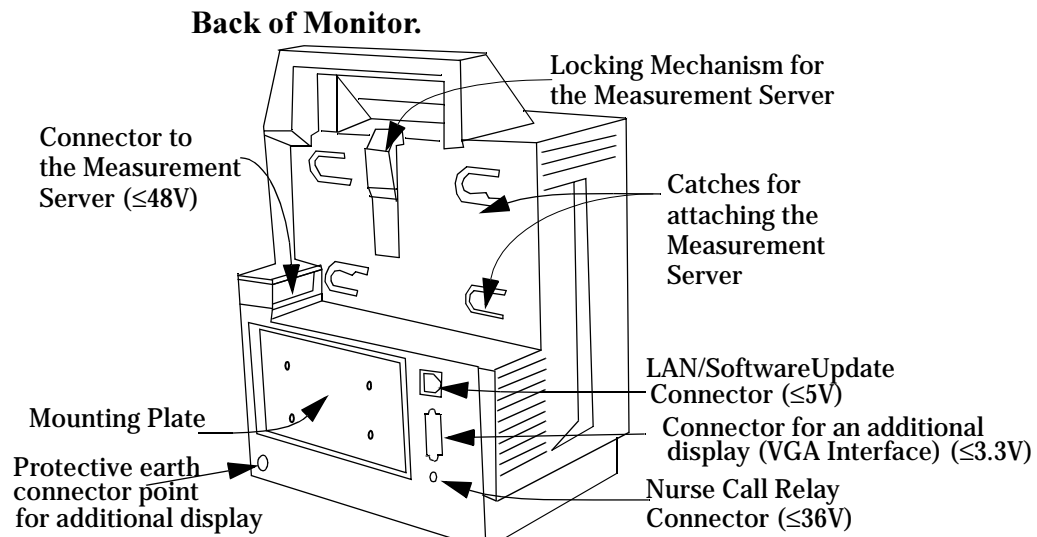 Back of Monitor.
Locking Mechanism for
the Measurement Server
Connector to
the Measurement
Server (≤48V)
Catches for
attaching the
Measurement
Server
LAN/SoftwareUpdate
Connector (≤5V)
Mounting Plate
Connector for an additional
display (VGA Interface) (≤3.3V)
Protective earth
connector point
for additional display
Nurse Call Relay
Connector (≤36V)